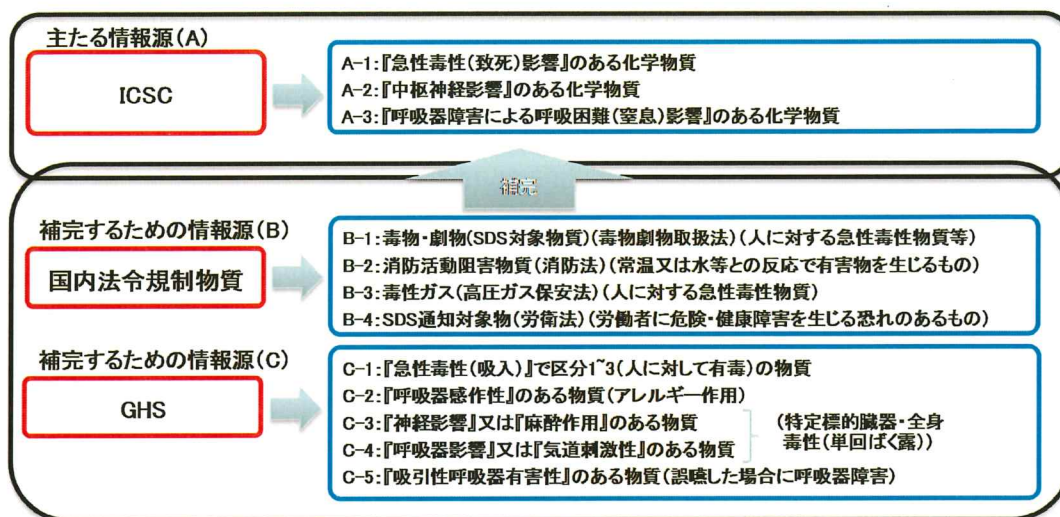 主たる情報源(A)
ICSC
A-1:『急性毒性(致死)影響』のある化学物質
A-2:『中枢神経影響』のある化学物質
A-3:『呼吸器障害による呼吸困難(窒息)影響』のある化学物質
補完
補完するための情報源(B)
国内法令規制物質
B-1:毒物・劇物(SDS対象物質)(毒物劇物取扱法)(人に対する急性毒性物質等)
B-2:消防活動阻害物質(消防法)(常温又は水等との反応で有害物を生じるもの)
B-3:毒性ガス(高圧ガス保安法)(人に対する急性毒性物質)
B-4:SDS通知対象物(労衛法)(労働者に危険・健康障害を生じる恐れのあるもの)
補完するための情報源(C)
GHS
C-1:『急性毒性(吸入)』で区分1~3(人に対して有毒)の物質
C-2:『呼吸器感作性』のある物質(アレルギー作用)
C-3:『神経影響』又は『麻酔作用』のある物質
C-4:『呼吸器影響』又は『気道刺激性』のある物質
(特定標的臓器・全身
毒性(単回ばく露))
C-5:『吸引性呼吸器有害性』のある物質(誤嚥した場合に呼吸器障害)